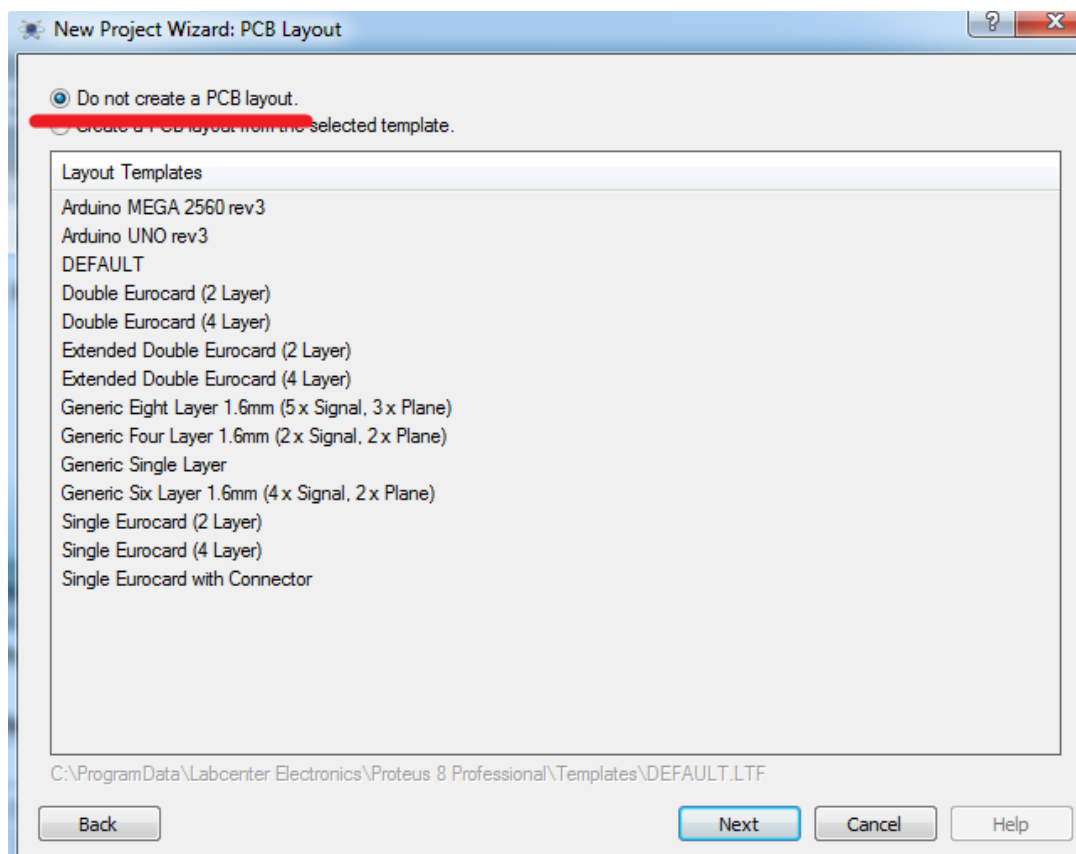 New Project Wizard: PCB Layout
Do not create a PCB layout.
Create a PCB layout from the selected template.
Layout Templates
Arduino MEGA 2560 rev3
Arduino UNO rev3
DEFAULT
Double Eurocard (2 Layer)
Double Eurocard (4 Layer)
Extended Double Eurocard (2 Layer)
Extended Double Eurocard (4 Layer)
Generic Eight Layer 1.6mm (5 x Signal, 3 x Plane)
Generic Four Layer 1.6mm (2 x Signal, 2 x Plane)
Generic Single Layer
Generic Six Layer 1.6mm (4 x Signal, 2 x Plane)
Single Eurocard (2 Layer)
Single Eurocard (4 Layer)
Single Eurocard with Connector
C:\ProgramData\Labcenter Electronics\Proteus 8 Professional\Templates\DEFAULT.LTF
Back Next Cancel Help